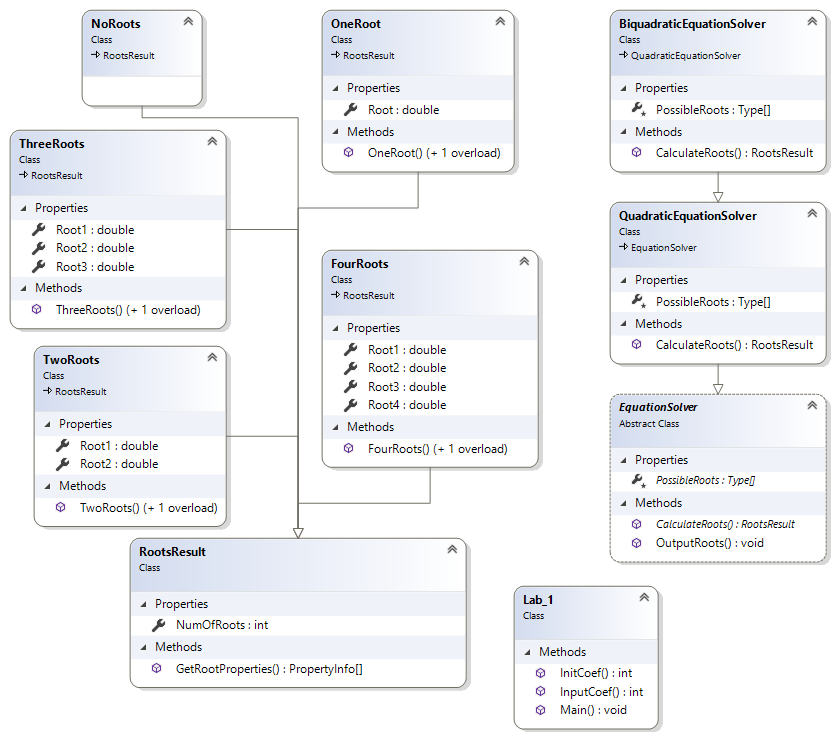 NoRoots
Class
RootsResult
OneRoot
Class
RootsResult
Properties
Root : double
Methods
OneRoot() (+ 1 overload)
BiquadraticEquationSolver
Class
QuadraticEquationSolver
Properties
PossibleRoots : Type[]
Methods
CalculateRoots() : RootsResult
ThreeRoots
Class
RootsResult
Properties
Root1 : double
Root2 : double
Root3 : double
Methods
ThreeRoots() (+ 1 overload)
QuadraticEquationSolver
Class
EquationSolver
Properties
PossibleRoots : Type[]
Methods
CalculateRoots() : RootsResult
FourRoots
Class
RootsResult
Properties
Root1 : double
Root2 : double
Root3 : double
Root4 : double
Methods
FourRoots() (+ 1 overload)
TwoRoots
Class
RootsResult
Properties
Root1 : double
Root2 : double
Methods
TwoRoots() (+ 1 overload)
EquationSolver
Abstract Class
Properties
PossibleRoots : Type[]
Methods
CalculateRoots() : RootsResult
OutputRoots() : void
RootsResult
Class
Properties
NumOfRoots : int
Methods
GetRootProperties() : PropertyInfo[]
Lab_1
Class
Methods
InitCoef() : int
InputCoef() : int
Main() : void